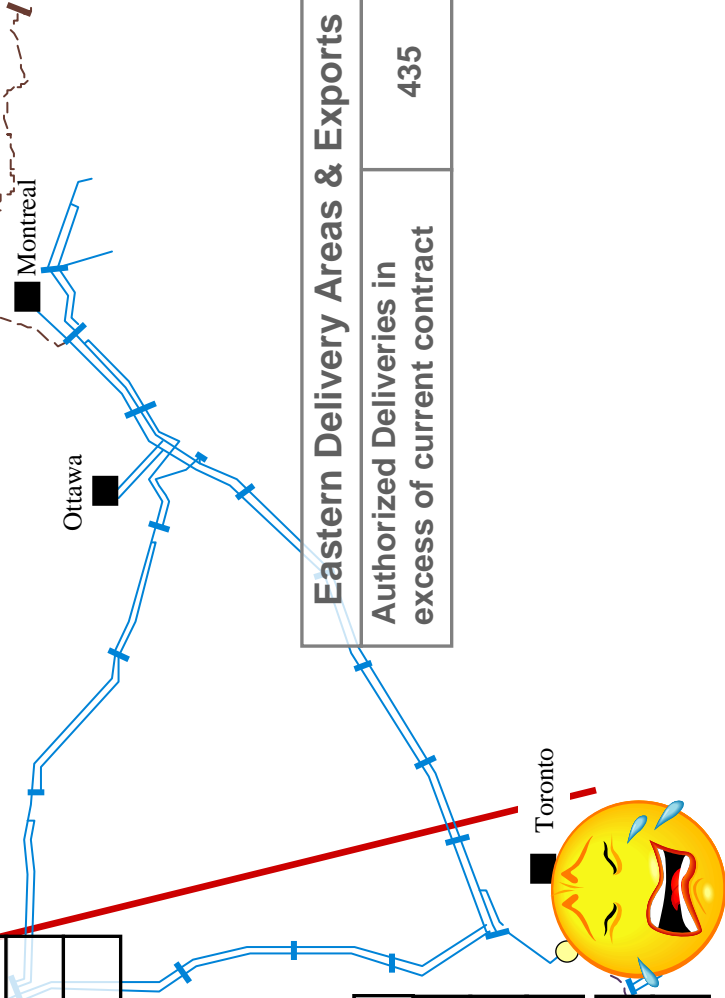 Montreal
Ottawa
Eastern Delivery Areas & Exports
Authorized Deliveries in
excess of current contract
435
Toronto